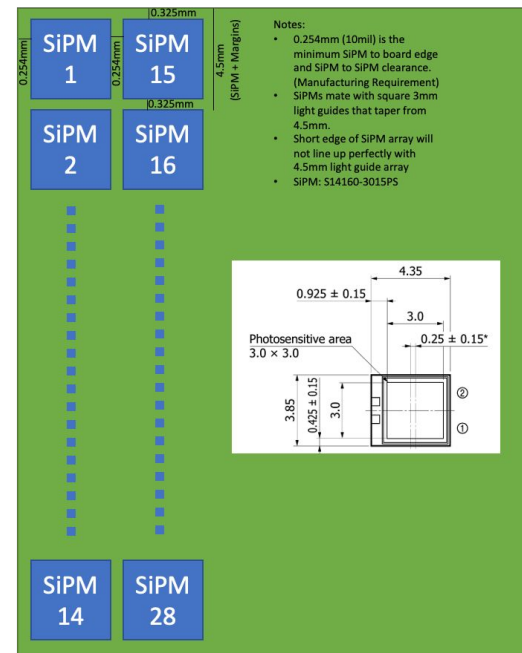 0.325mm
SiPM
1
SiPM
15
0.254mm
0.254mm
4.5mm
(SiPM + Margins)
0.325mm
SiPM
2
SiPM
16
SiPM
14
SiPM
28
Notes:
• 0.254mm (10mil) is the
minimum SiPM to board edge
and SiPM to SiPM clearance.
(Manufacturing Requirement)
• SiPMs mate with square 3mm
light guides that taper from
4.5mm.
• Short edge of SiPM array will
not line up perfectly with
4.5mm light guide array
• SiPM: S14160-3015PS
4.35
0.925 ± 0.15
3.0
Photosensitive area
3.0 × 3.0
0.25 ± 0.15*
3.85
0.425 ± 0.15
3.0
②
①